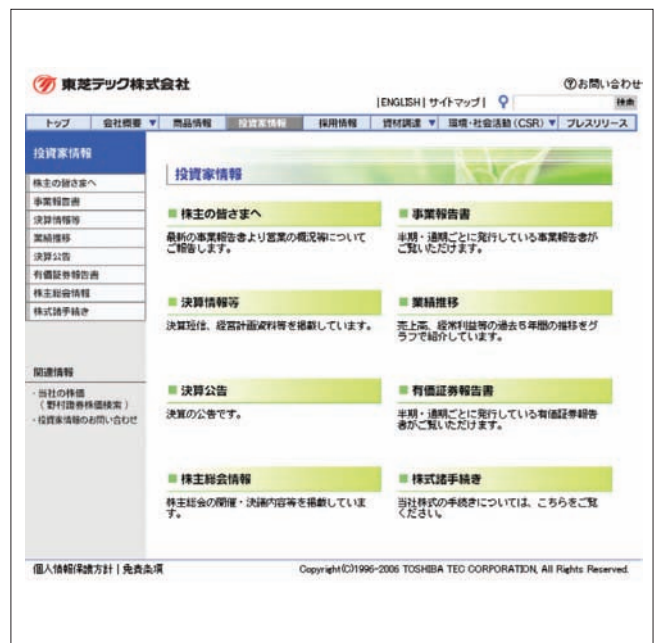 東芝テック株式会社
お問い合わせ
|ENGLISH|サイトマップ|
検索
トップ 会社概要 ▼ 商品情報 投資家情報 採用情報 資材調達 ▼ 環境・社会活動(CSR) ▼ プレスリリース
投資家情報
株主の皆さまへ
事業報告書
決算情報等
業績推移
決算公告
有価証券報告書
株主総会情報
株式諸手続き
関連情報
・当社の株価
(野村證券株価検索)
・投資家情報のお問い合わせ
投資家情報
株主の皆さまへ
最新の事業報告書より営業の概況等について
ご報告します。
事業報告書
半期・通期ごとに発行している事業報告書が
ご覧いただけます。
決算情報等
決算短信、経営計画資料等を掲載しています。
業績推移
売上高、経常利益等の過去5年間の推移をグ
ラフで紹介しています。
決算公告
決算の公告です。
有価証券報告書
半期・通期ごとに発行している有価証券報告
書がご覧いただけます。
株主総会情報
株主総会の開催・決議内容等を掲載していま
す。
株式諸手続き
当社株式の手続きについては、こちらをご覧
ください。
個人情報保護方針|免責条項
Copyright(C)1996-2006 TOSHIBA TEC CORPORATION, All Rights Reserved.